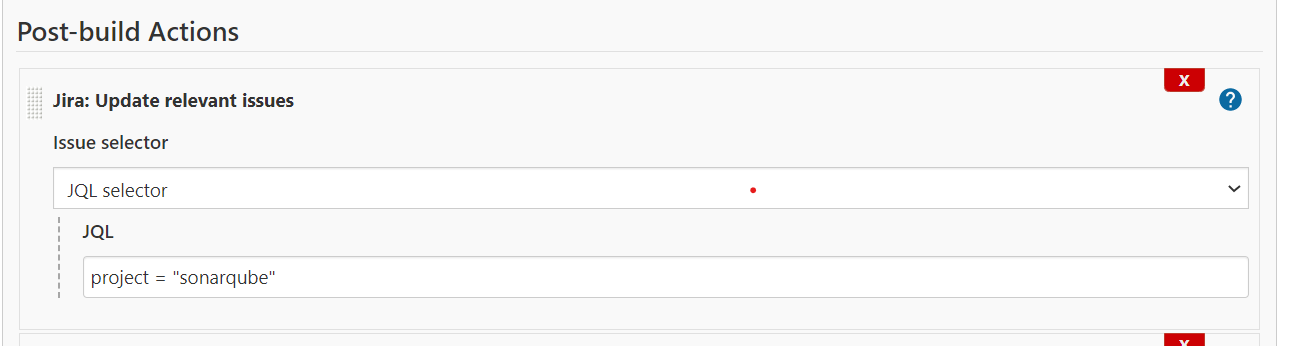 Post-build Actions
X
Jira: Update relevant issues
?
Issue selector
JQL selector
JQL
project = "sonarqube"
X